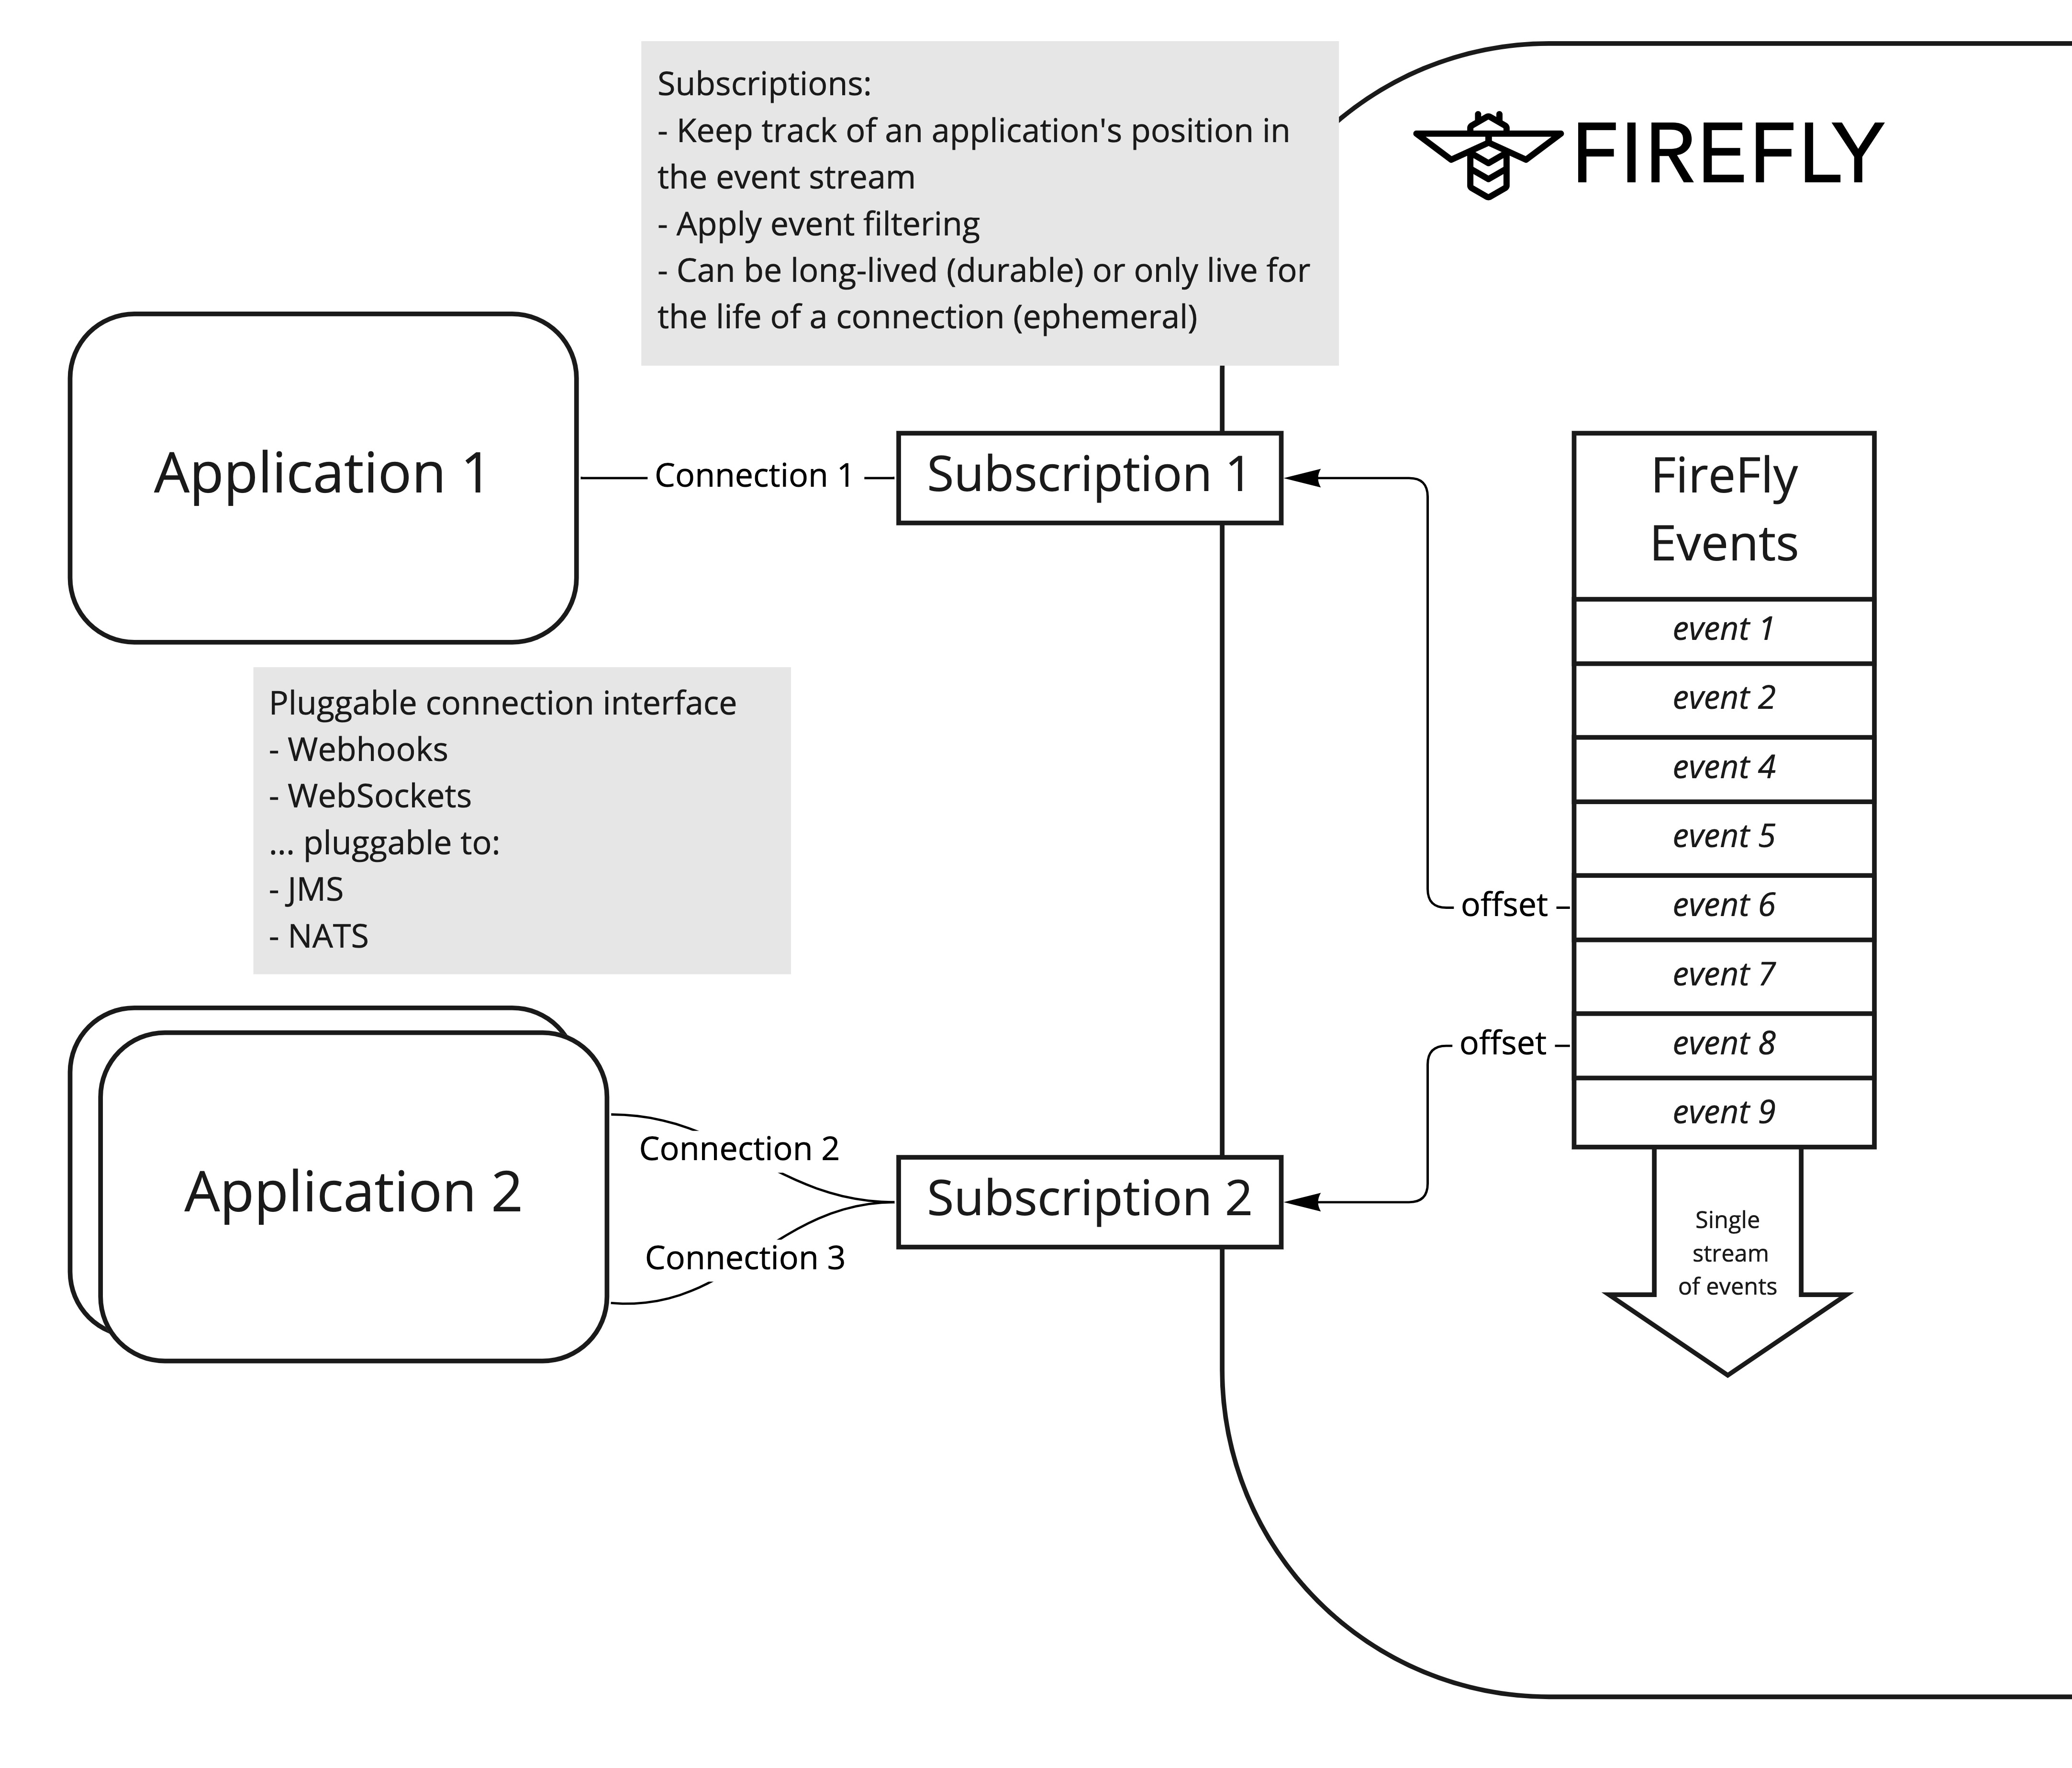 Subscriptions:
- Keep track of an application's position in
the event stream
- Apply event filtering
- Can be long-lived (durable) or only live for
the life of a connection (ephemeral)
FIREFLY
Application 1
Connection 1
Subscription 1
FireFly
Events
event 1
event 2
event 4
event 5
event 6
event 7
event 8
event 9
offset
offset
Pluggable connection interface
- Webhooks
- WebSockets
... pluggable to:
- JMS
- NATS
Application 2
Connection 2
Connection 3
Subscription 2
Single
stream
of events